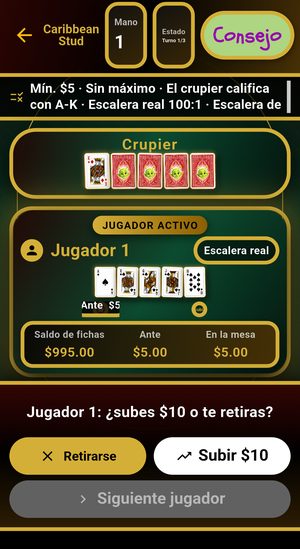 Caribbean
Stud
Mano
1
Estado
Turno 1/3
Consejo
Mín. $5 · Sin máximo · El crupier califica
con A-K · Escalera real 100:1 · Escalera de
Crupier
JUGADOR ACTIVO
Jugador 1
Escalera real
Ante $5
Saldo de fichas
Ante
En la mesa
$995.00
$5.00
$5.00
Jugador 1: ¿subes $10 o te retiras?
Retirarse
Subir $10
Siguiente jugador